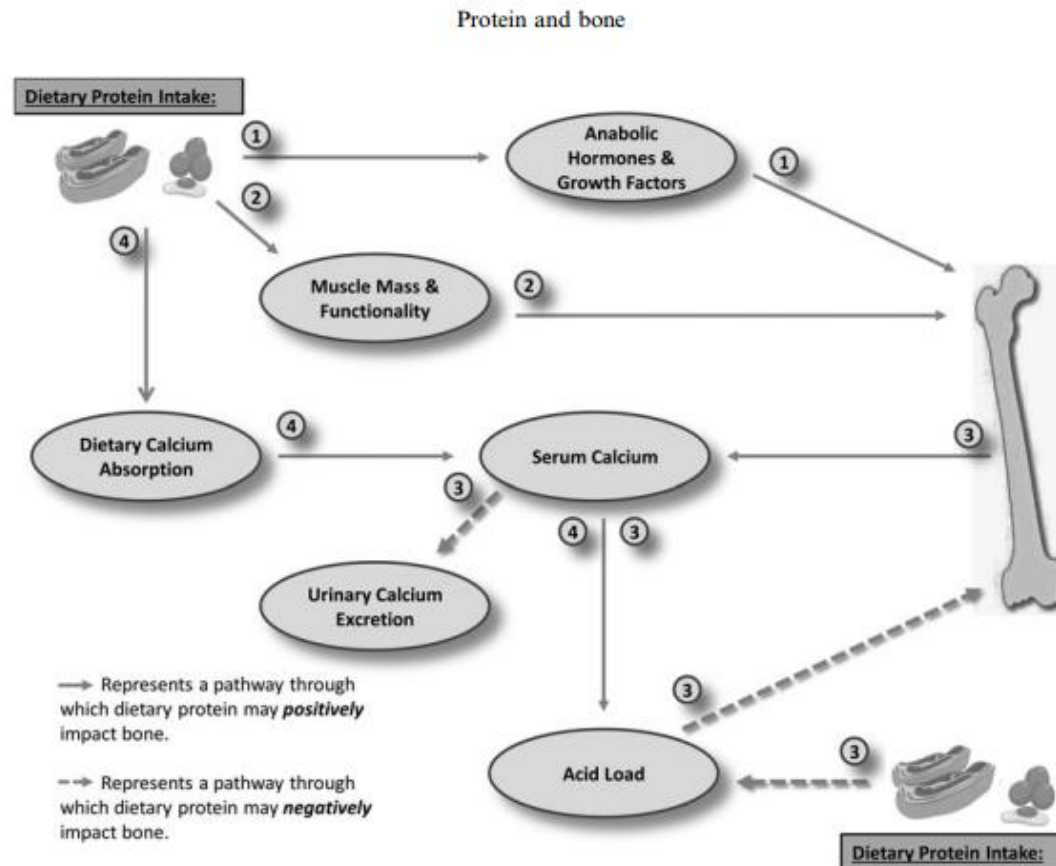 Protein and bone
Dietary Protein Intake:
1
Anabolic
Hormones &
Growth Factors
1
2
4
Muscle Mass &
Functionality
2
Dietary Calcium
Absorption
4
Serum Calcium
3
3
4
3
Urinary Calcium
Excretion
Represents a pathway through
which dietary protein may positively
impact bone.
3
Acid Load
3
Represents a pathway through
which dietary protein may negatively
impact bone.
Dietary Protein Intake: